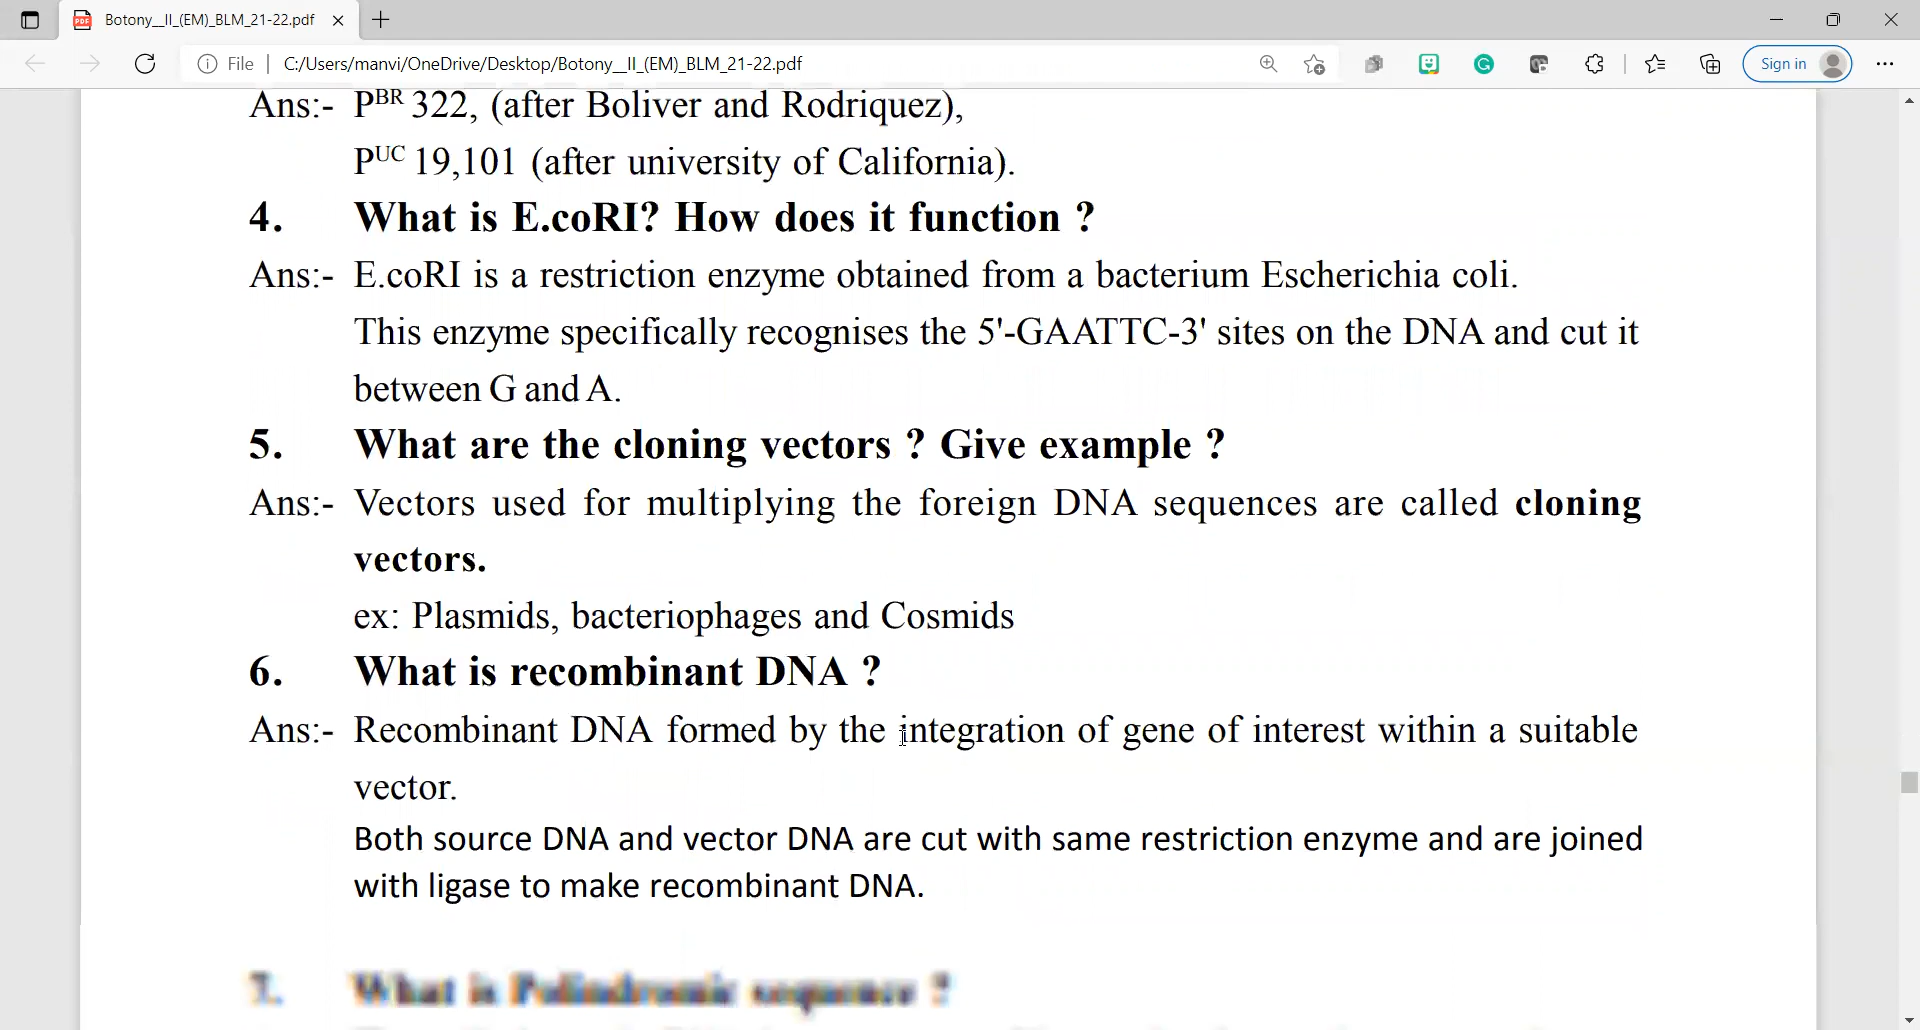 Botony__II_(EM)_BLM_21-22.pdf
File C:/Users/manvi/OneDrive/Desktop/Botony__II_(EM)_BLM_21-22.pdf Sign in
Ans:- PBR 322, (after Boliver and Rodriquez),
PUC 19,101 (after university of California).
4. What is E.coRI? How does it function ?
Ans:- E.coRI is a restriction enzyme obtained from a bacterium Escherichia coli.
This enzyme specifically recognises the 5'-GAATTC-3' sites on the DNA and cut it
between G and A.
5. What are the cloning vectors ? Give example ?
Ans:- Vectors used for multiplying the foreign DNA sequences are called cloning
vectors.
ex: Plasmids, bacteriophages and Cosmids
6. What is recombinant DNA ?
Ans:- Recombinant DNA formed by the integration of gene of interest within a suitable
vector.
Both source DNA and vector DNA are cut with same restriction enzyme and are joined
with ligase to make recombinant DNA.
7. What is Polindromic sequence ?